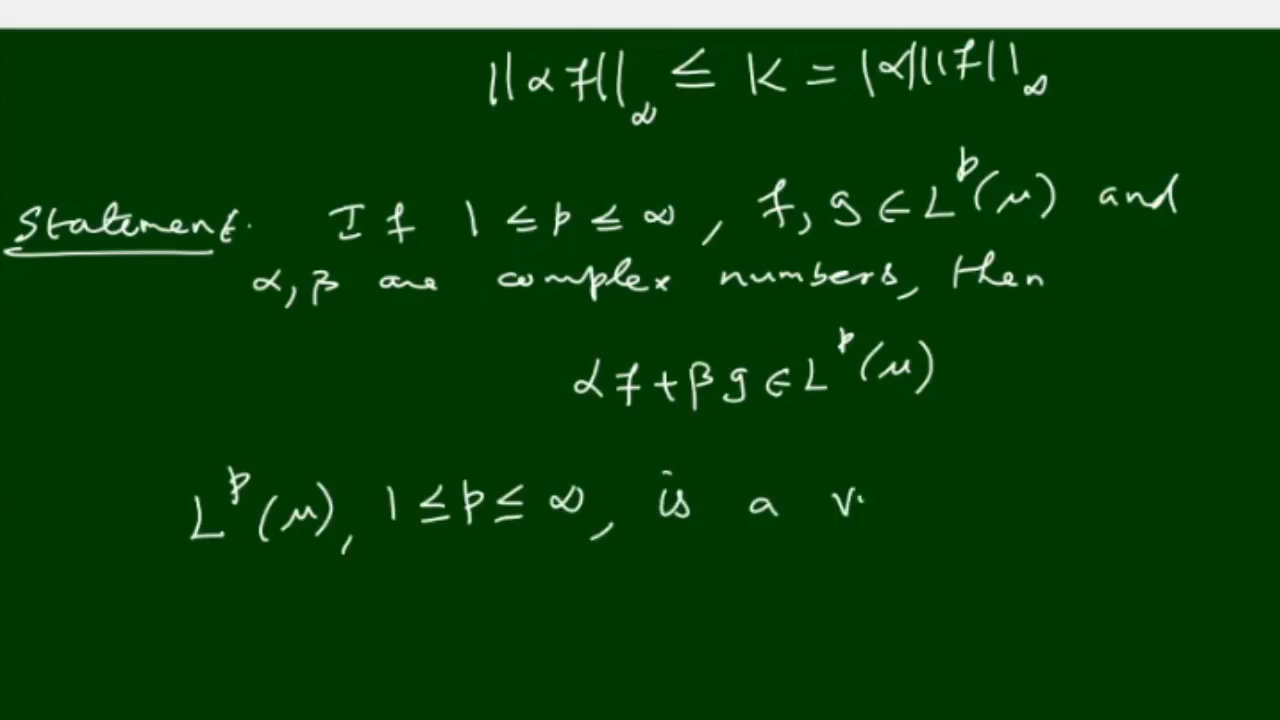 ||αf||_∞ ≤ K = |α| ||f||_∞
Statement. If 1 ≤ p ≤ ∞, f, g ∈ L^p(μ) and
α, β are complex numbers, then
αf + βg ∈ L^p(μ)
L^p(μ), 1 ≤ p ≤ ∞, is a v